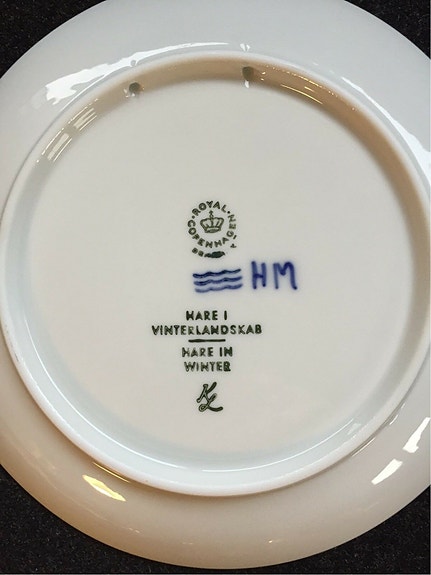 ROYAL
COPENHAGEN
HM
HARE I
VINTERLANDSKAB
HARE IN
WINTER